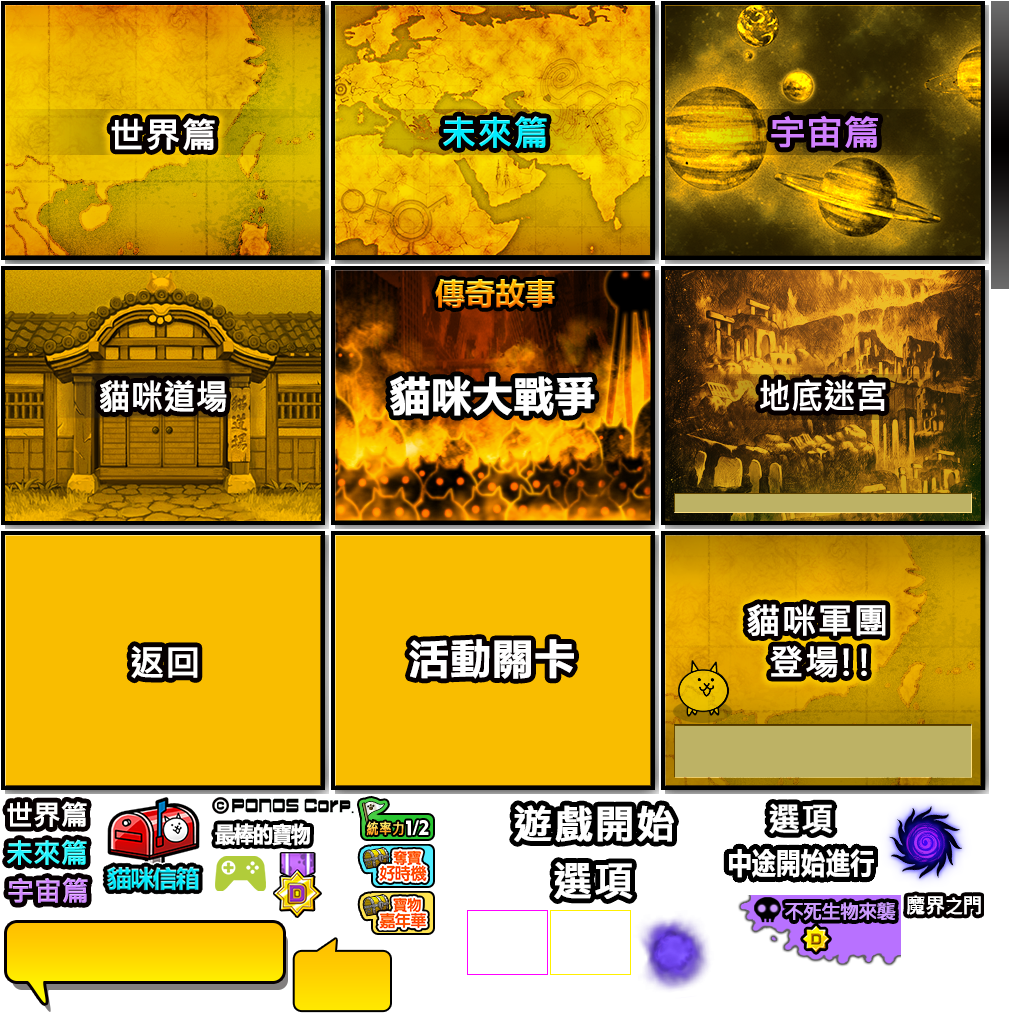 世界篇
未來篇
宇宙篇
貓咪道場
傳奇故事
貓咪大戰爭
地底迷宮
返回
活動關卡
貓咪軍團
登場!!
世界篇
未來篇
宇宙篇
貓咪信箱
©PONOS Corp.
最棒的寶物
D
統率力1/2
奪寶
好時機
寶物
嘉年華
遊戲開始
選項
選項
中途開始進行
不死生物來襲
D
魔界之門